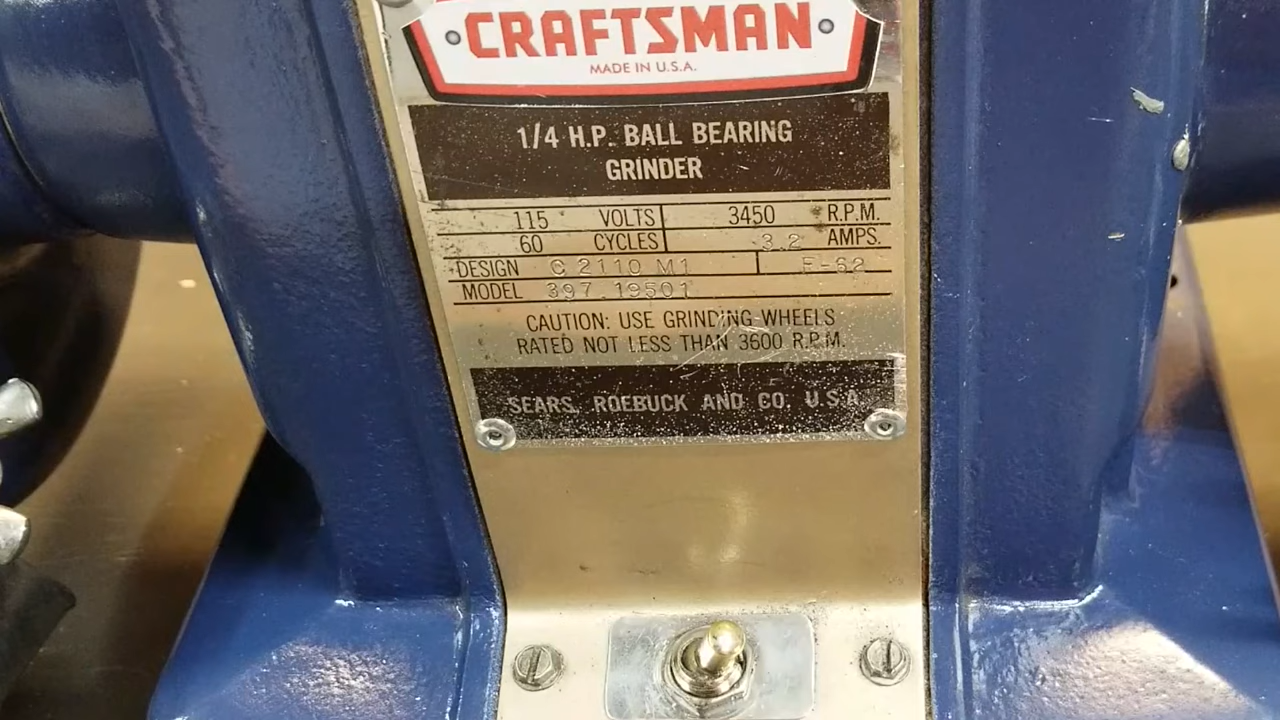 CRAFTSMAN
MADE IN U.S.A.
1/4 H.P. BALL BEARING
GRINDER
115 VOLTS 3450 R.P.M.
60 CYCLES 3.2 AMPS.
DESIGN C 2110 M1 E-62
MODEL 397.19501
CAUTION: USE GRINDING WHEELS
RATED NOT LESS THAN 3600 R.P.M.
SEARS, ROEBUCK AND CO. U.S.A.